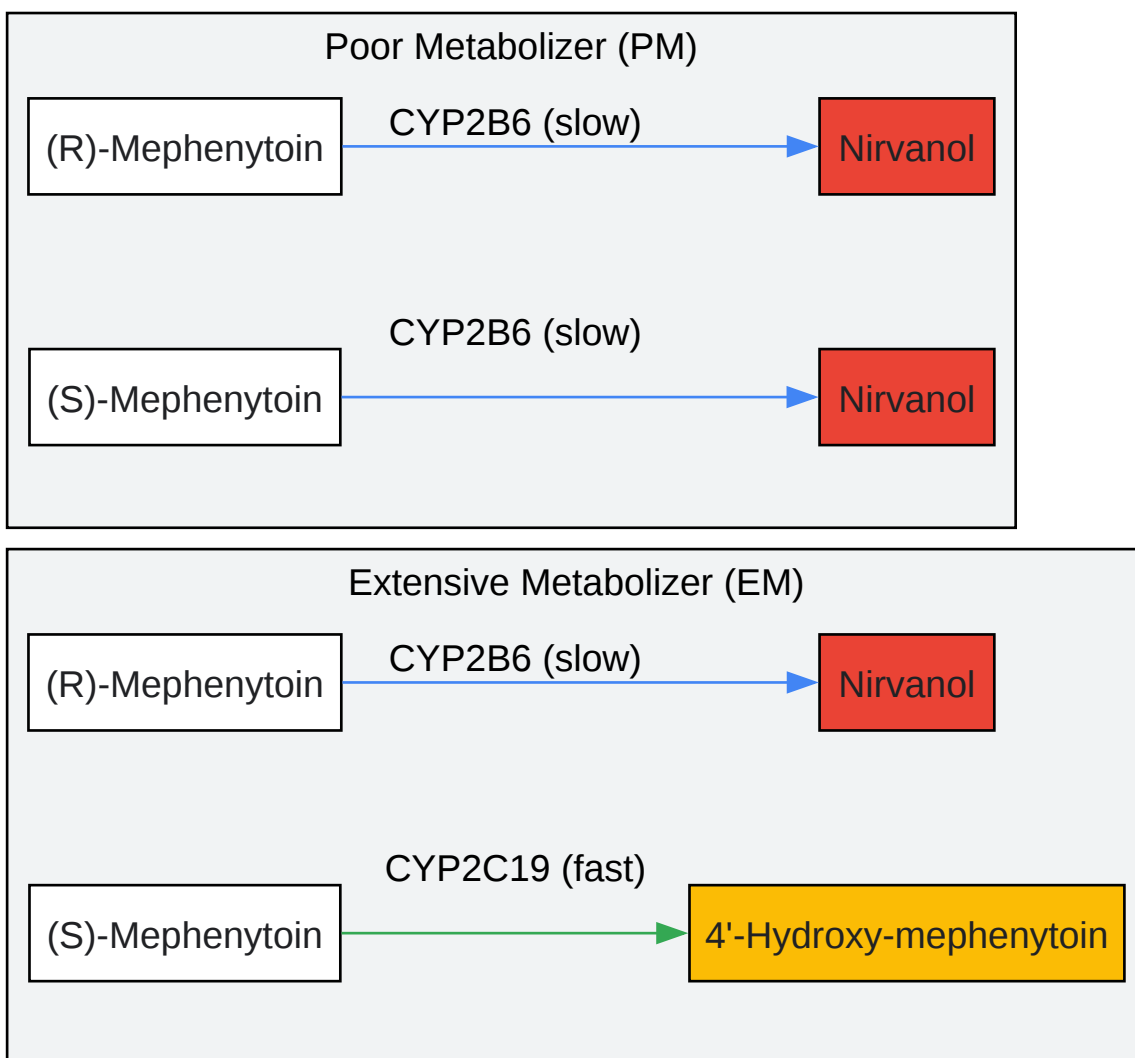 Poor Metabolizer (PM)
(R)-Mephenytoin
CYP2B6 (slow)
Nirvanol
(S)-Mephenytoin
CYP2B6 (slow)
Nirvanol
Extensive Metabolizer (EM)
(R)-Mephenytoin
CYP2B6 (slow)
Nirvanol
(S)-Mephenytoin
CYP2C19 (fast)
4'-Hydroxy-mephenytoin